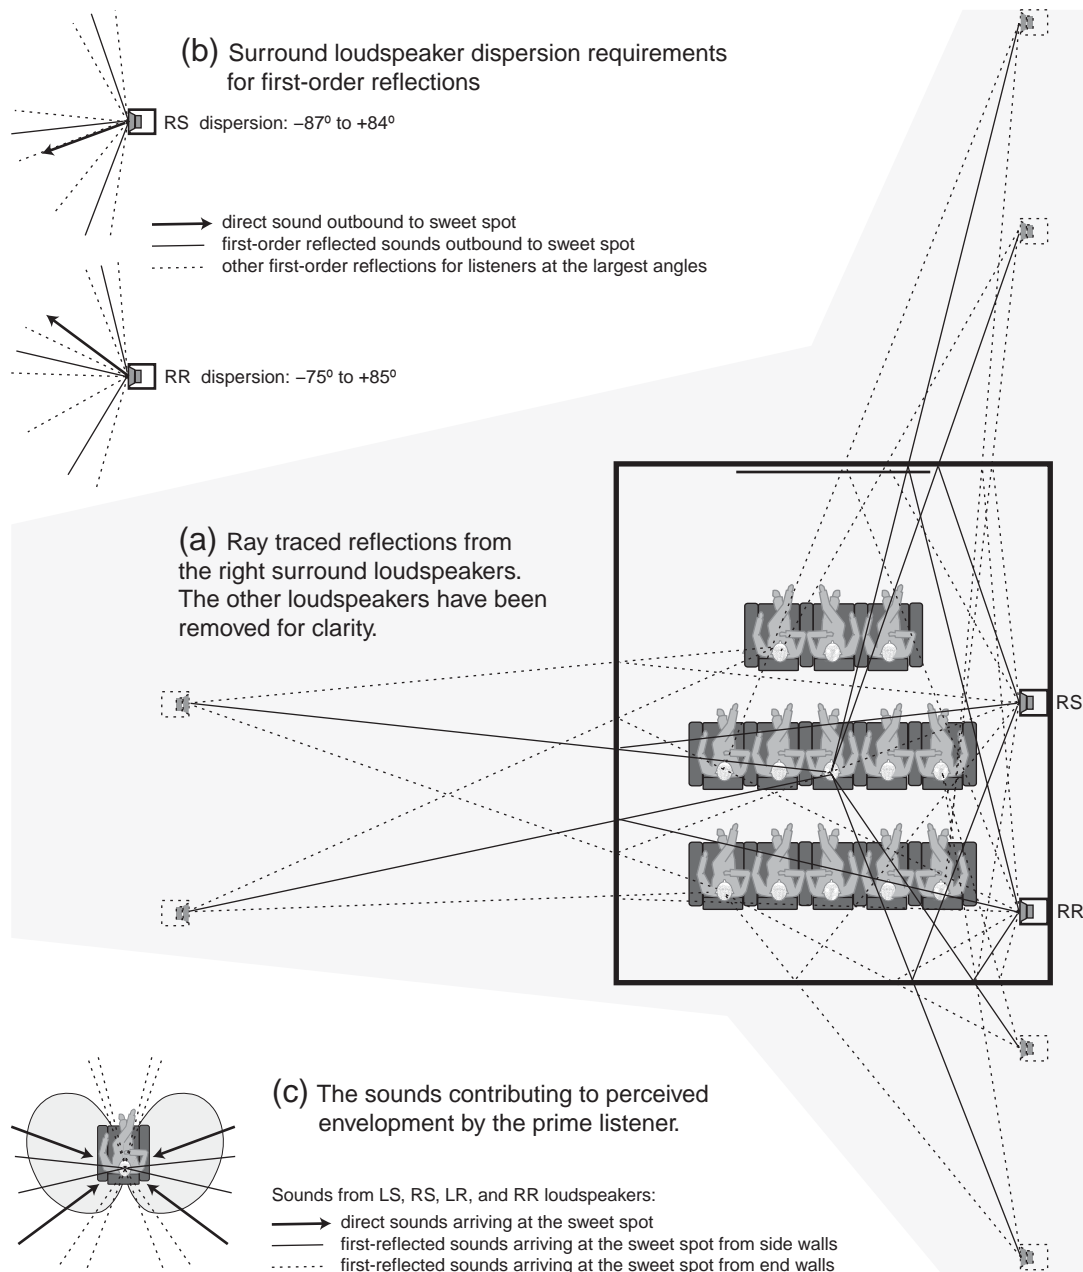 (b) Surround loudspeaker dispersion requirements
for first-order reflections
RS dispersion: –87º to +84º
direct sound outbound to sweet spot
first-order reflected sounds outbound to sweet spot
other first-order reflections for listeners at the largest angles
RR dispersion: –75º to +85º
(a) Ray traced reflections from
the right surround loudspeakers.
The other loudspeakers have been
removed for clarity.
RS
RR
(c) The sounds contributing to perceived
envelopment by the prime listener.
Sounds from LS, RS, LR, and RR loudspeakers:
direct sounds arriving at the sweet spot
first-reflected sounds arriving at the sweet spot from side walls
first-reflected sounds arriving at the sweet spot from end walls